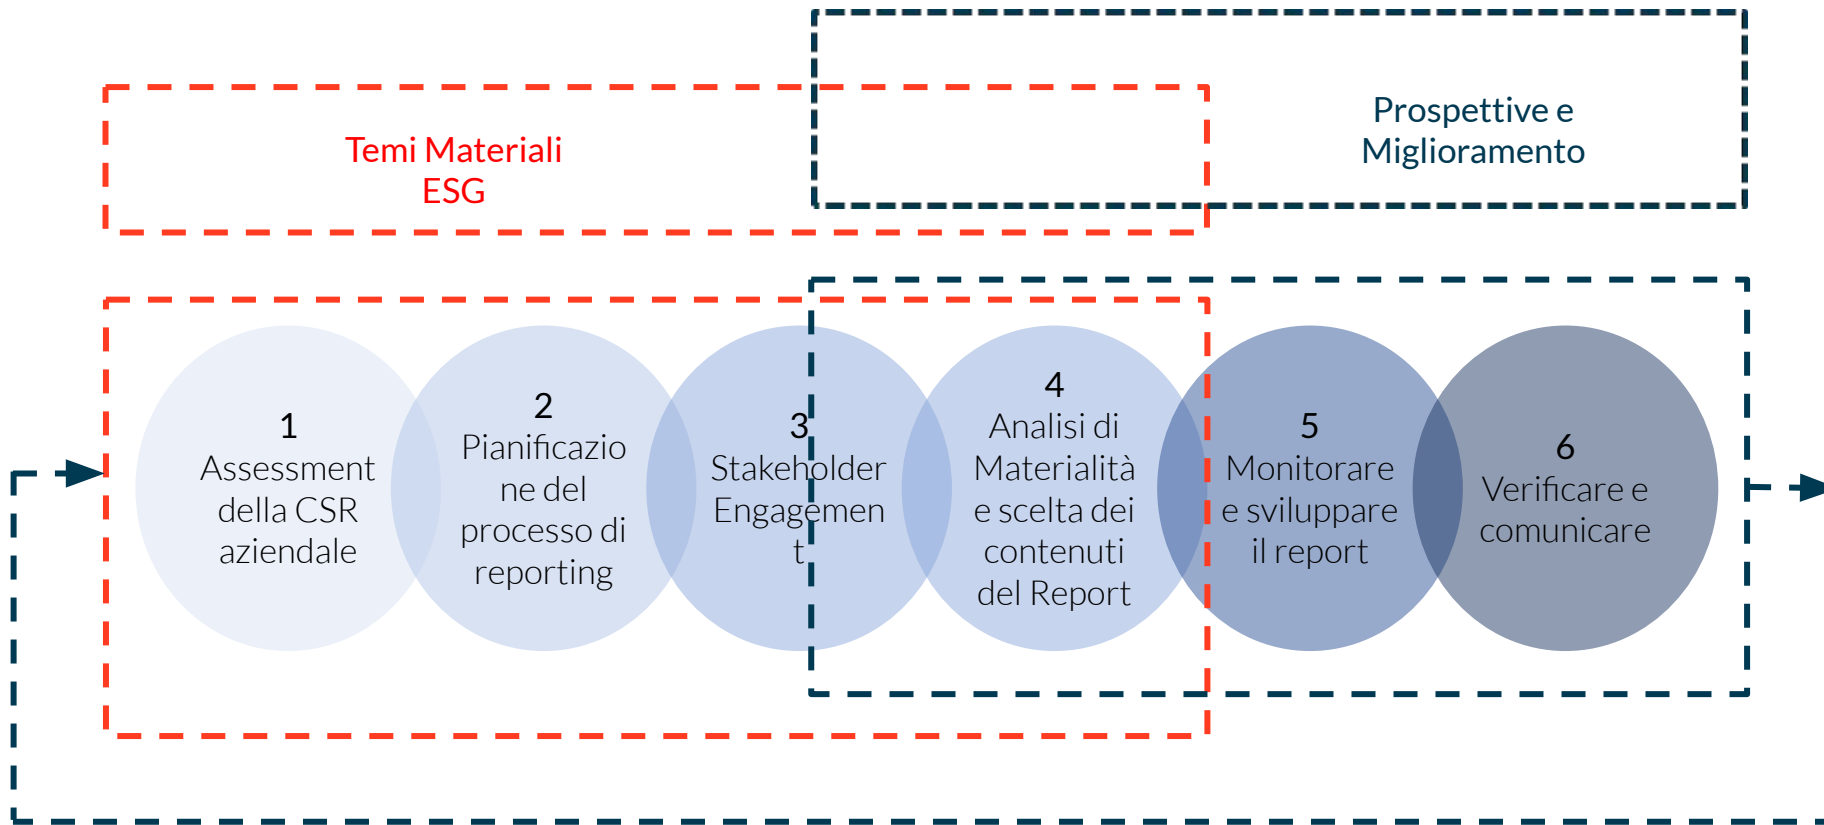 Temi Materiali
ESG
Prospettive e
Miglioramento
1
Assessment
della CSR
aziendale
2
Pianificazio
ne del
processo di
reporting
3
Stakeholder
Engagemen
t
4
Analisi di
Materialità
e scelta dei
contenuti
del Report
5
Monitorare
e sviluppare
il report
6
Verificare e
comunicare